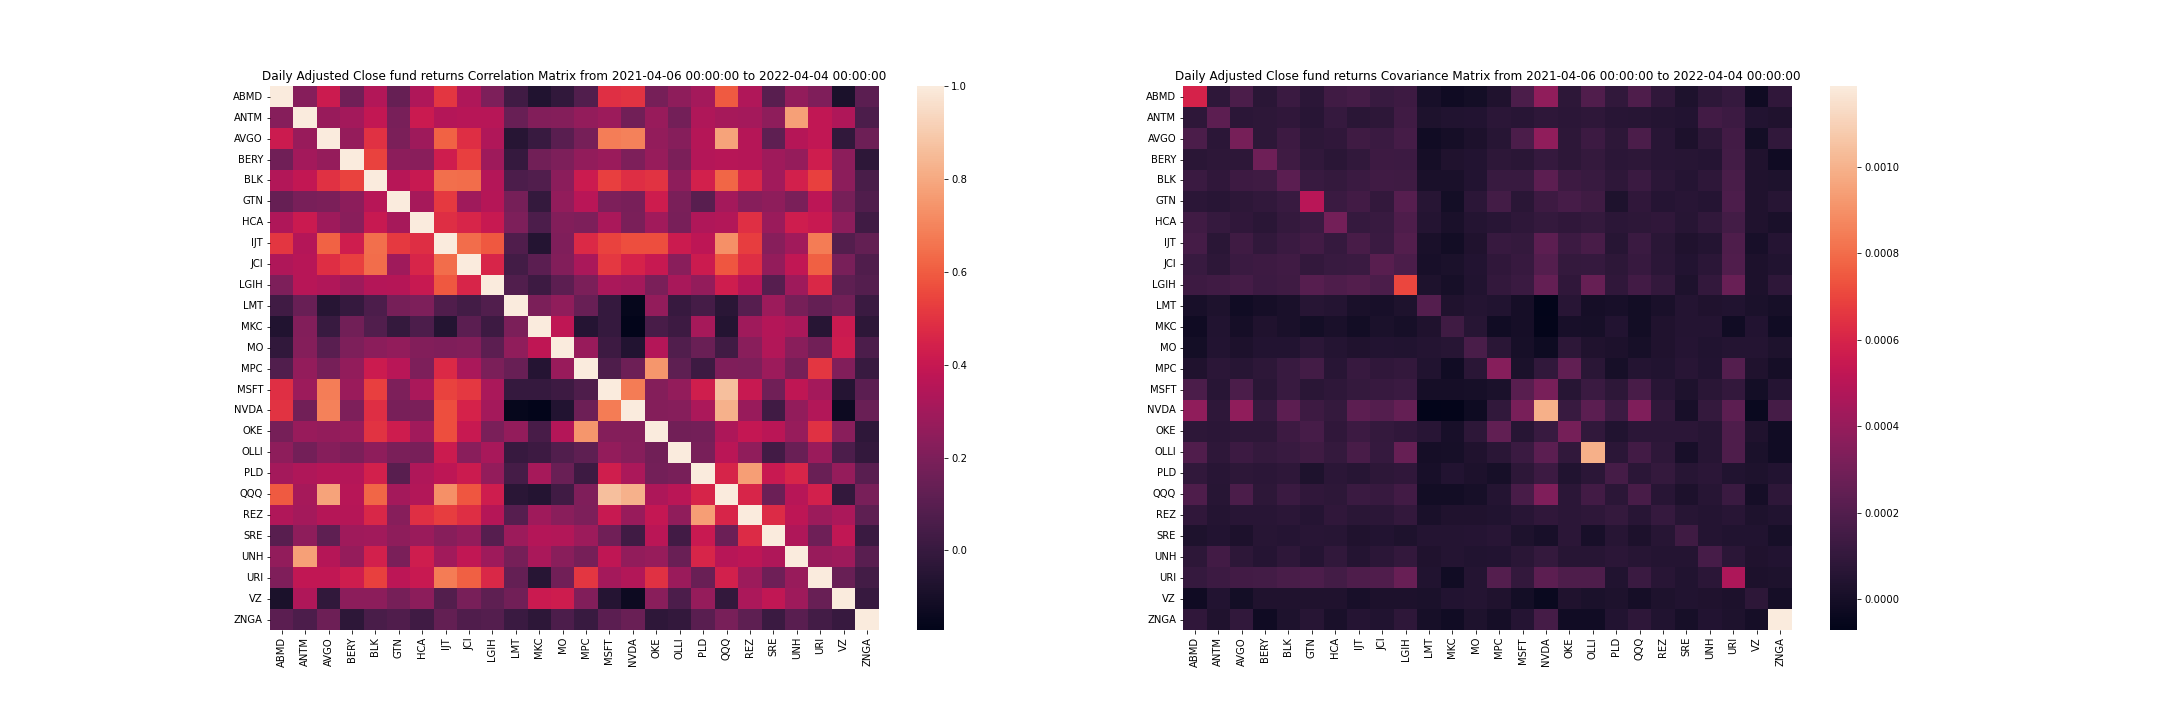 Daily Adjusted Close fund returns Correlation Matrix from 2021-04-06 00:00:00 to 2022-04-04 00:00:00
ABMD
ANTM
AVGO
BERY
BLK
GTN
HCA
IJT
JCI
LGIH
LMT
MKC
MO
MPC
MSFT
NVDA
OKE
OLLI
PLD
QQQ
REZ
SRE
UNH
URI
VZ
ZNGA
ABMD ANTM AVGO BERY BLK GTN HCA IJT JCI LGIH LMT MKC MO MPC MSFT NVDA OKE OLLI PLD QQQ REZ SRE UNH URI VZ ZNGA
1.0
0.8
0.6
0.4
0.2
0.0
Daily Adjusted Close fund returns Covariance Matrix from 2021-04-06 00:00:00 to 2022-04-04 00:00:00
ABMD
ANTM
AVGO
BERY
BLK
GTN
HCA
IJT
JCI
LGIH
LMT
MKC
MO
MPC
MSFT
NVDA
OKE
OLLI
PLD
QQQ
REZ
SRE
UNH
URI
VZ
ZNGA
ABMD ANTM AVGO BERY BLK GTN HCA IJT JCI LGIH LMT MKC MO MPC MSFT NVDA OKE OLLI PLD QQQ REZ SRE UNH URI VZ ZNGA
0.0010
0.0008
0.0006
0.0004
0.0002
0.0000